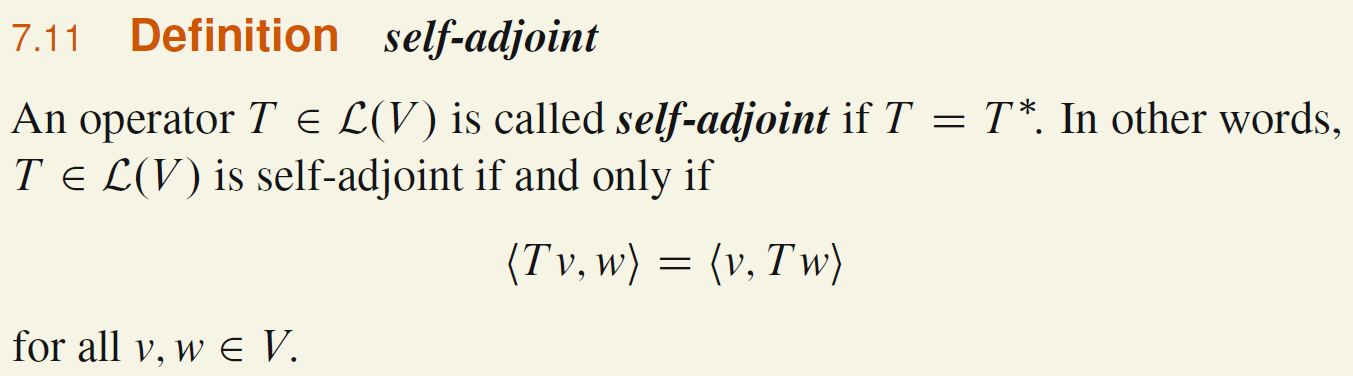 7.11 Definition self-adjoint
An operator T ∈ ℒ(V) is called self-adjoint if T = T*. In other words,
T ∈ ℒ(V) is self-adjoint if and only if
⟨Tv, w⟩ = ⟨v, Tw⟩
for all v, w ∈ V.